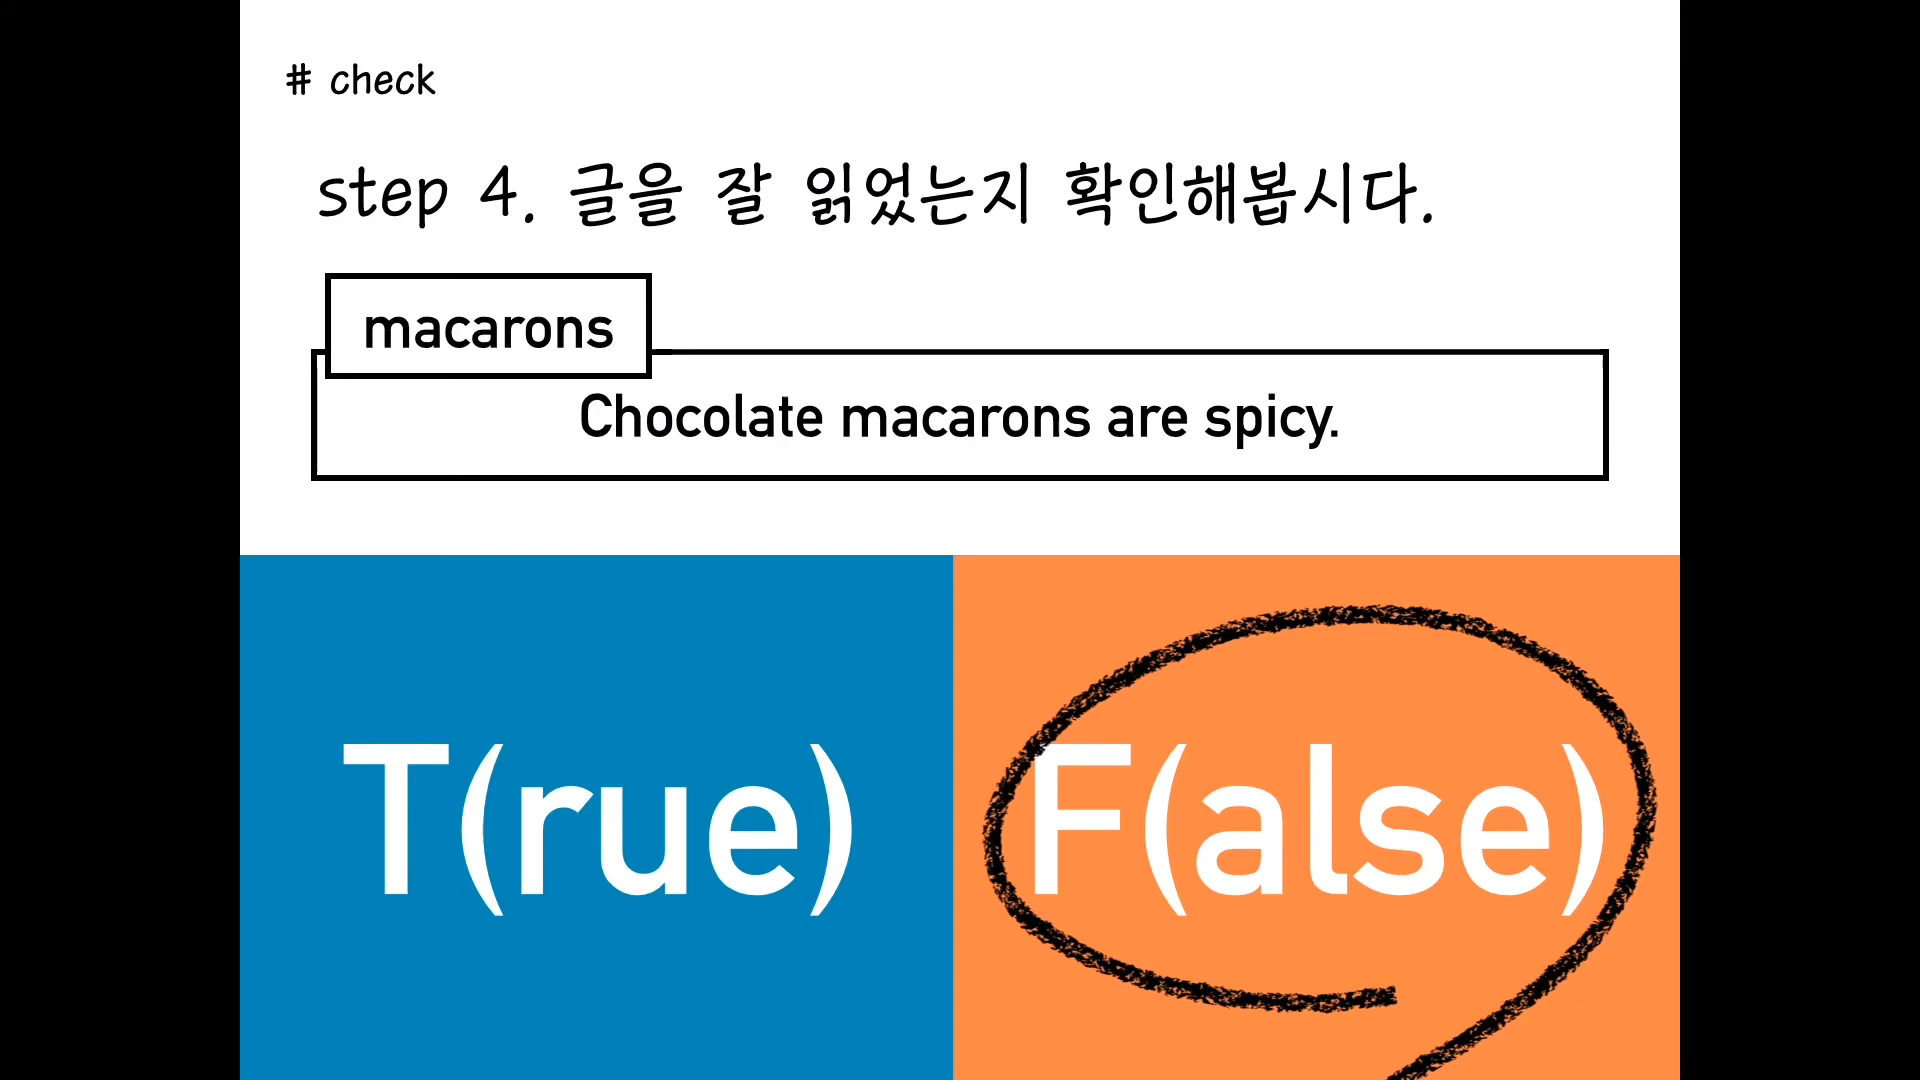 # check
step 4. 글을 잘 읽었는지 확인해봅시다.
macarons
Chocolate macarons are spicy.
T(rue) F(alse)